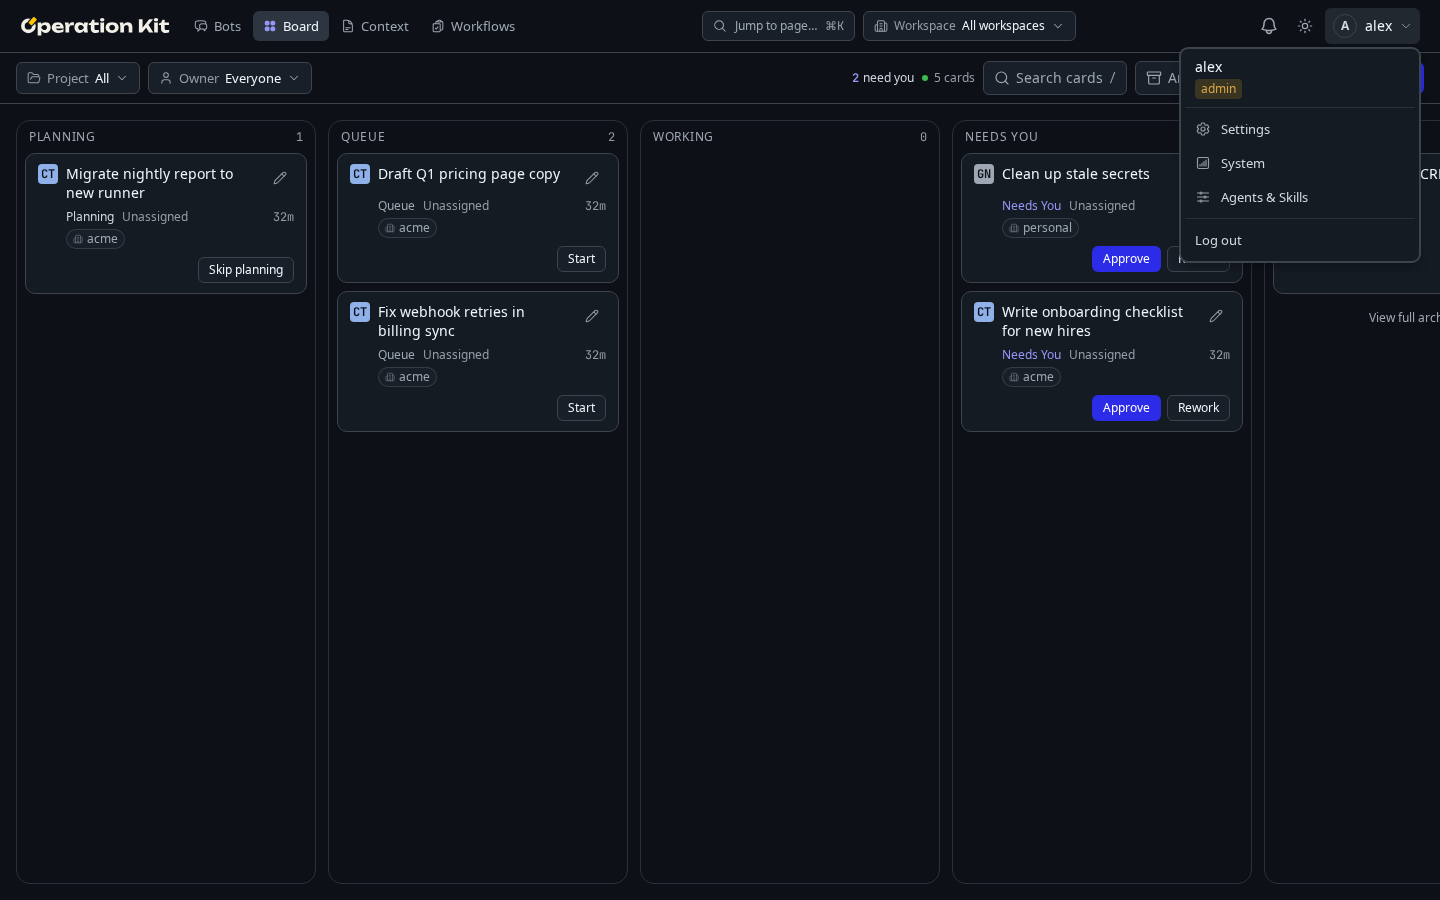 Operation Kit
Bots
Board
Context
Workflows
Jump to page... ⌘K
Workspace All workspaces
A alex
Project All
Owner Everyone
2 need you 5 cards
Search cards /
alex
admin
Settings
System
Agents & Skills
Log out
PLANNING 1
CT Migrate nightly report to
new runner
Planning Unassigned 32m
acme
Skip planning
QUEUE 2
CT Draft Q1 pricing page copy
Queue Unassigned 32m
acme
Start
CT Fix webhook retries in
billing sync
Queue Unassigned 32m
acme
Start
WORKING 0
NEEDS YOU
GN Clean up stale secrets
Needs You Unassigned
personal
Approve
CT Write onboarding checklist
for new hires
Needs You Unassigned 32m
acme
Approve Rework
View full